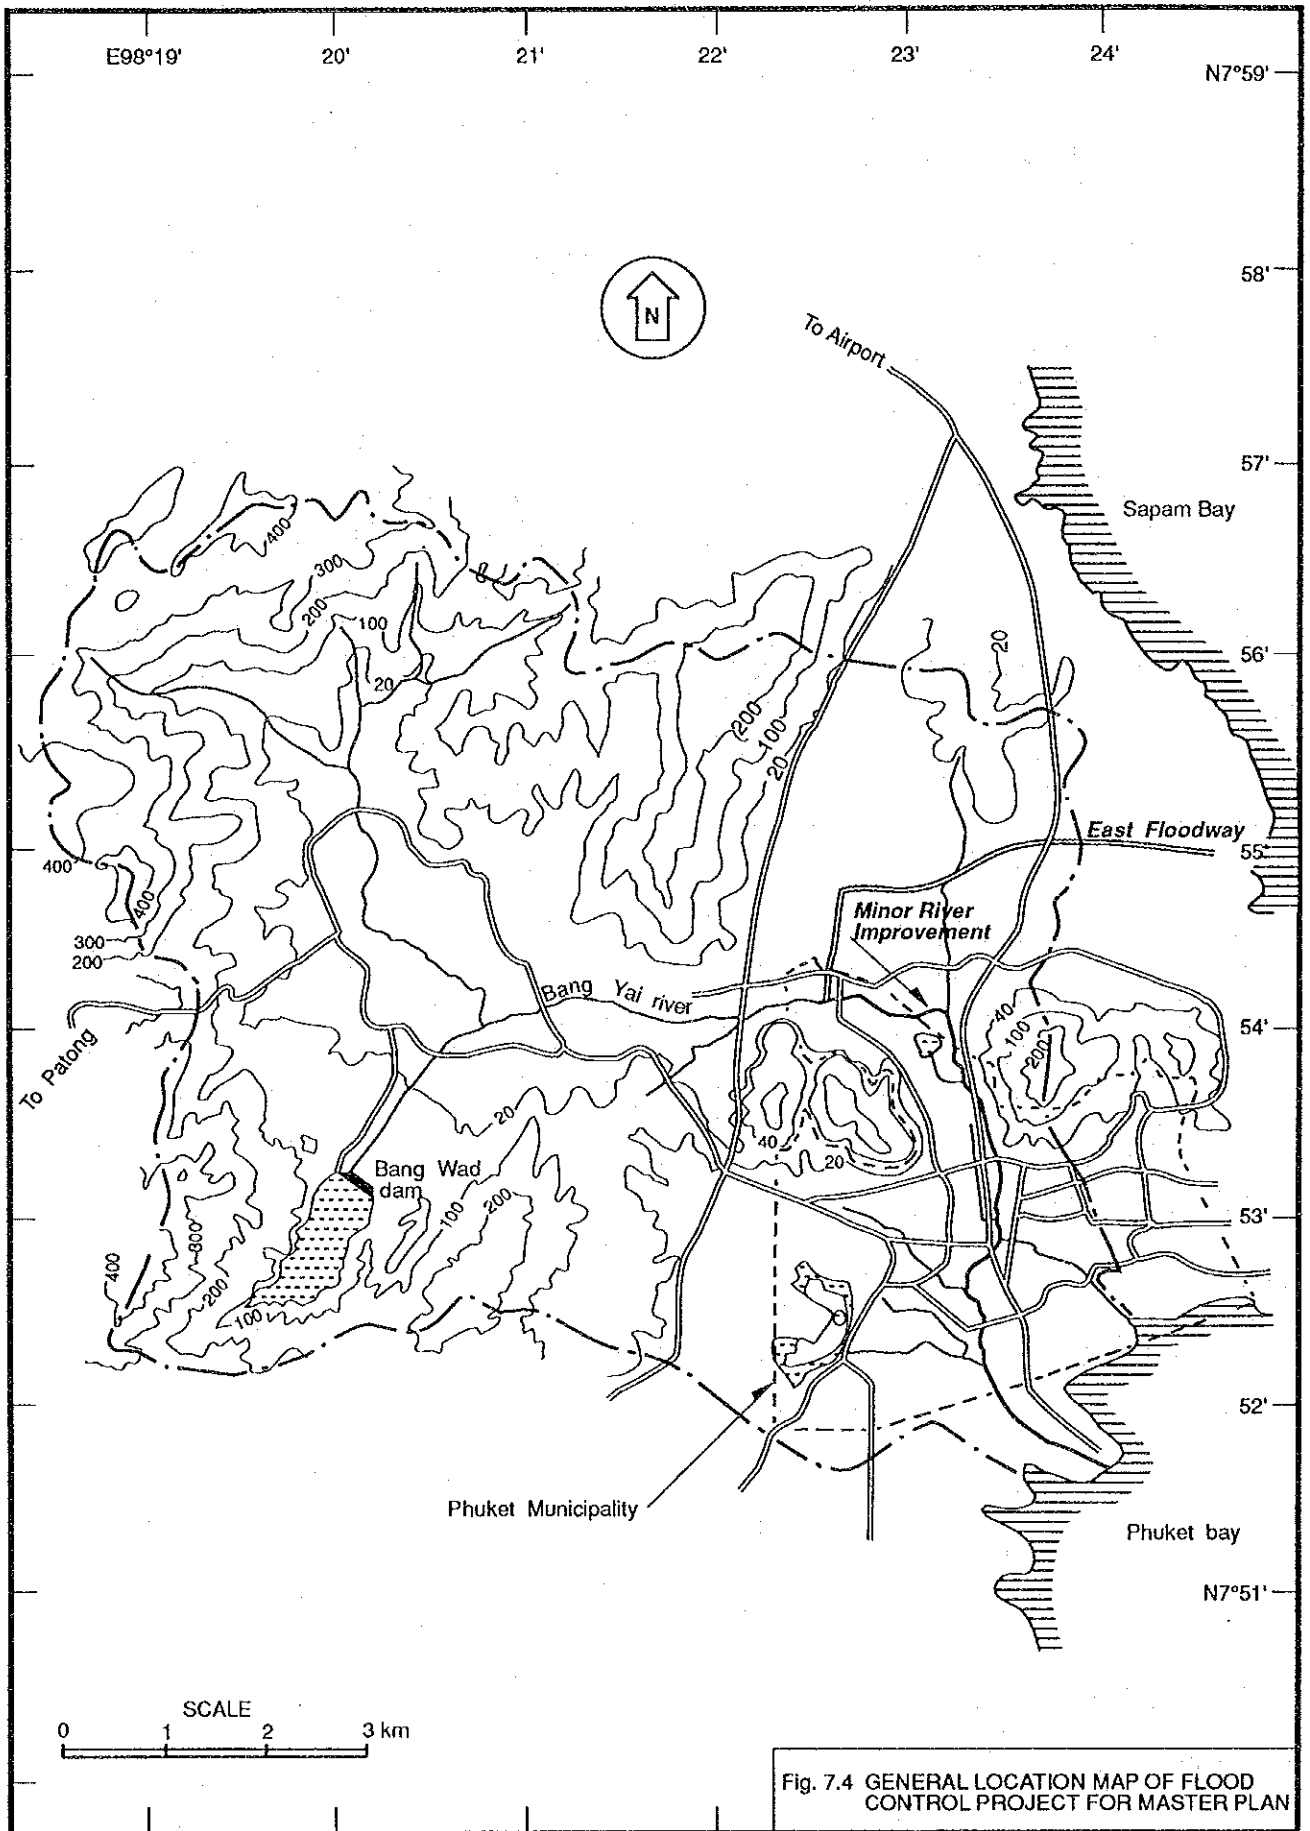 E98°19' 20' 21' 22' 23' 24'
N7°59'
58'
N
To Airport
57'
Sapam Bay
400
300
200
100
20
20
56'
200
100
20
East Floodway
55'
400
400
Minor River
Improvement
300
200
Bang Yai river
To Patong
40
100
200
54'
20
40
20
Bang Wad
dam
100
200
53'
400
300
200
100
52'
Phuket Municipality
Phuket bay
N7°51'
SCALE
0 1 2 3 km
Fig. 7.4 GENERAL LOCATION MAP OF FLOOD
CONTROL PROJECT FOR MASTER PLAN